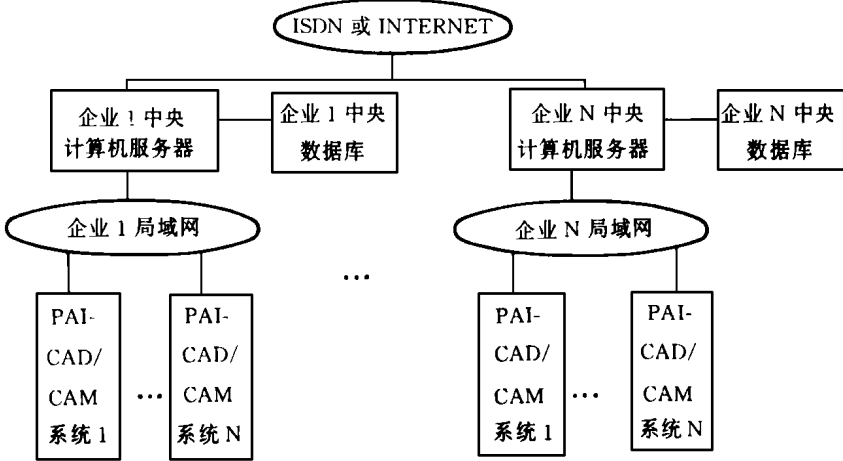 ISDN 或 INTERNET
企业 1 中央
计算机服务器
企业 1 中央
数据库
企业 N 中央
计算机服务器
企业 N 中央
数据库
企业 1 局域网
企业 N 局域网
…
PAI-
CAD/
CAM
系统 1
…
PAI-
CAD/
CAM
系统 N
PAI-
CAD/
CAM
系统 1
…
PAI-
CAD/
CAM
系统 N